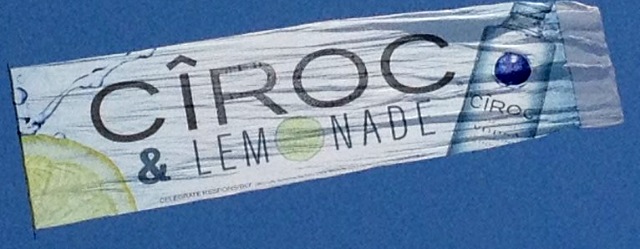 CÎROC
& LEMONADE
CELEBRATE RESPONSIBLY
CÎROC